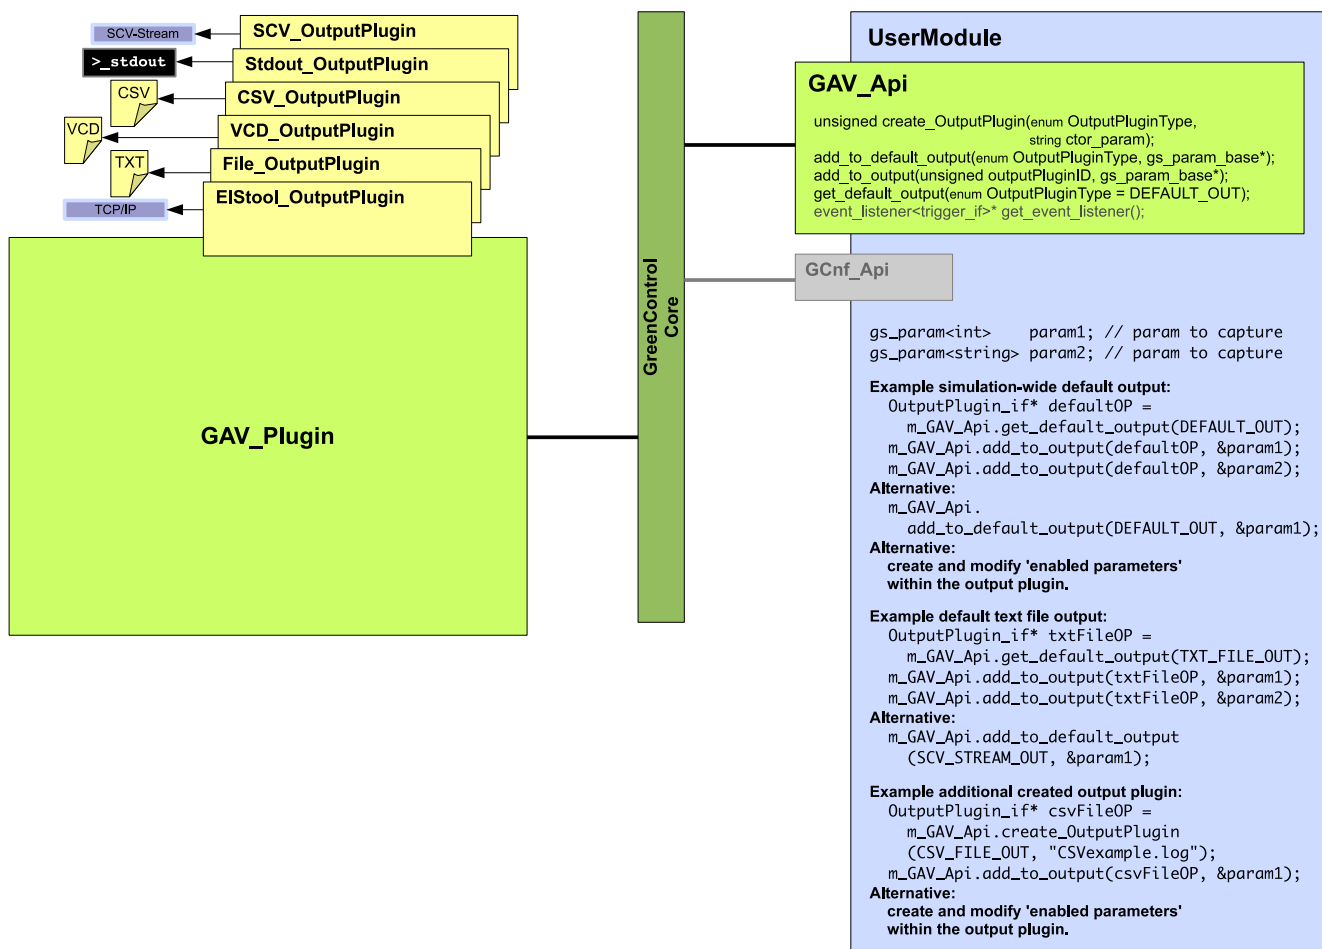 SCV-Stream
SCV_OutputPlugin
>_stdout
Stdout_OutputPlugin
CSV
CSV_OutputPlugin
VCD
VCD_OutputPlugin
TXT
File_OutputPlugin
TCP/IP
EIStool_OutputPlugin
GAV_Plugin
GreenControl
Core
UserModule
GAV_Api
unsigned create_OutputPlugin(enum OutputPluginType,
string ctor_param);
add_to_default_output(enum OutputPluginType, gs_param_base*);
add_to_output(unsigned outputPluginID, gs_param_base*);
get_default_output(enum OutputPluginType = DEFAULT_OUT);
event_listener<trigger_if>* get_event_listener();
GCnf_Api
gs_param<int> param1; // param to capture
gs_param<string> param2; // param to capture
Example simulation-wide default output:
OutputPlugin_if* defaultOP =
m_GAV_Api.get_default_output(DEFAULT_OUT);
m_GAV_Api.add_to_output(defaultOP, &param1);
m_GAV_Api.add_to_output(defaultOP, &param2);
Alternative:
m_GAV_Api.
add_to_default_output(DEFAULT_OUT, &param1);
Alternative:
create and modify 'enabled parameters'
within the output plugin.
Example default text file output:
OutputPlugin_if* txtFileOP =
m_GAV_Api.get_default_output(TXT_FILE_OUT);
m_GAV_Api.add_to_output(txtFileOP, &param1);
m_GAV_Api.add_to_output(txtFileOP, &param2);
Alternative:
m_GAV_Api.add_to_default_output
(SCV_STREAM_OUT, &param1);
Example additional created output plugin:
OutputPlugin_if* csvFileOP =
m_GAV_Api.create_OutputPlugin
(CSV_FILE_OUT, "CSVexample.log");
m_GAV_Api.add_to_output(csvFileOP, &param1);
Alternative:
create and modify 'enabled parameters'
within the output plugin.